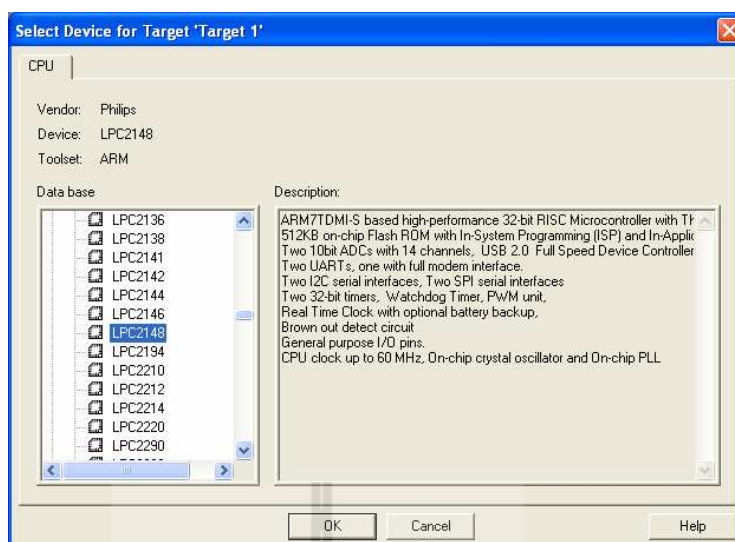 Select Device for Target 'Target 1'
CPU
Vendor: Philips
Device: LPC2148
Toolset: ARM
Data base
LPC2136
LPC2138
LPC2141
LPC2142
LPC2144
LPC2146
LPC2148
LPC2194
LPC2210
LPC2212
LPC2214
LPC2220
LPC2290
Description:
ARM7TDMI-S based high-performance 32-bit RISC Microcontroller with Th
512KB on-chip Flash ROM with In-System Programming (ISP) and In-Applic
Two 10bit ADCs with 14 channels, USB 2.0 Full Speed Device Controller
Two UARTs, one with full modem interface.
Two I2C serial interfaces, Two SPI serial interfaces
Two 32-bit timers, Watchdog Timer, PWM unit,
Real Time Clock with optional battery backup,
Brown out detect circuit
General purpose I/O pins.
CPU clock up to 60 MHz, On-chip crystal oscillator and On-chip PLL
OK Cancel Help